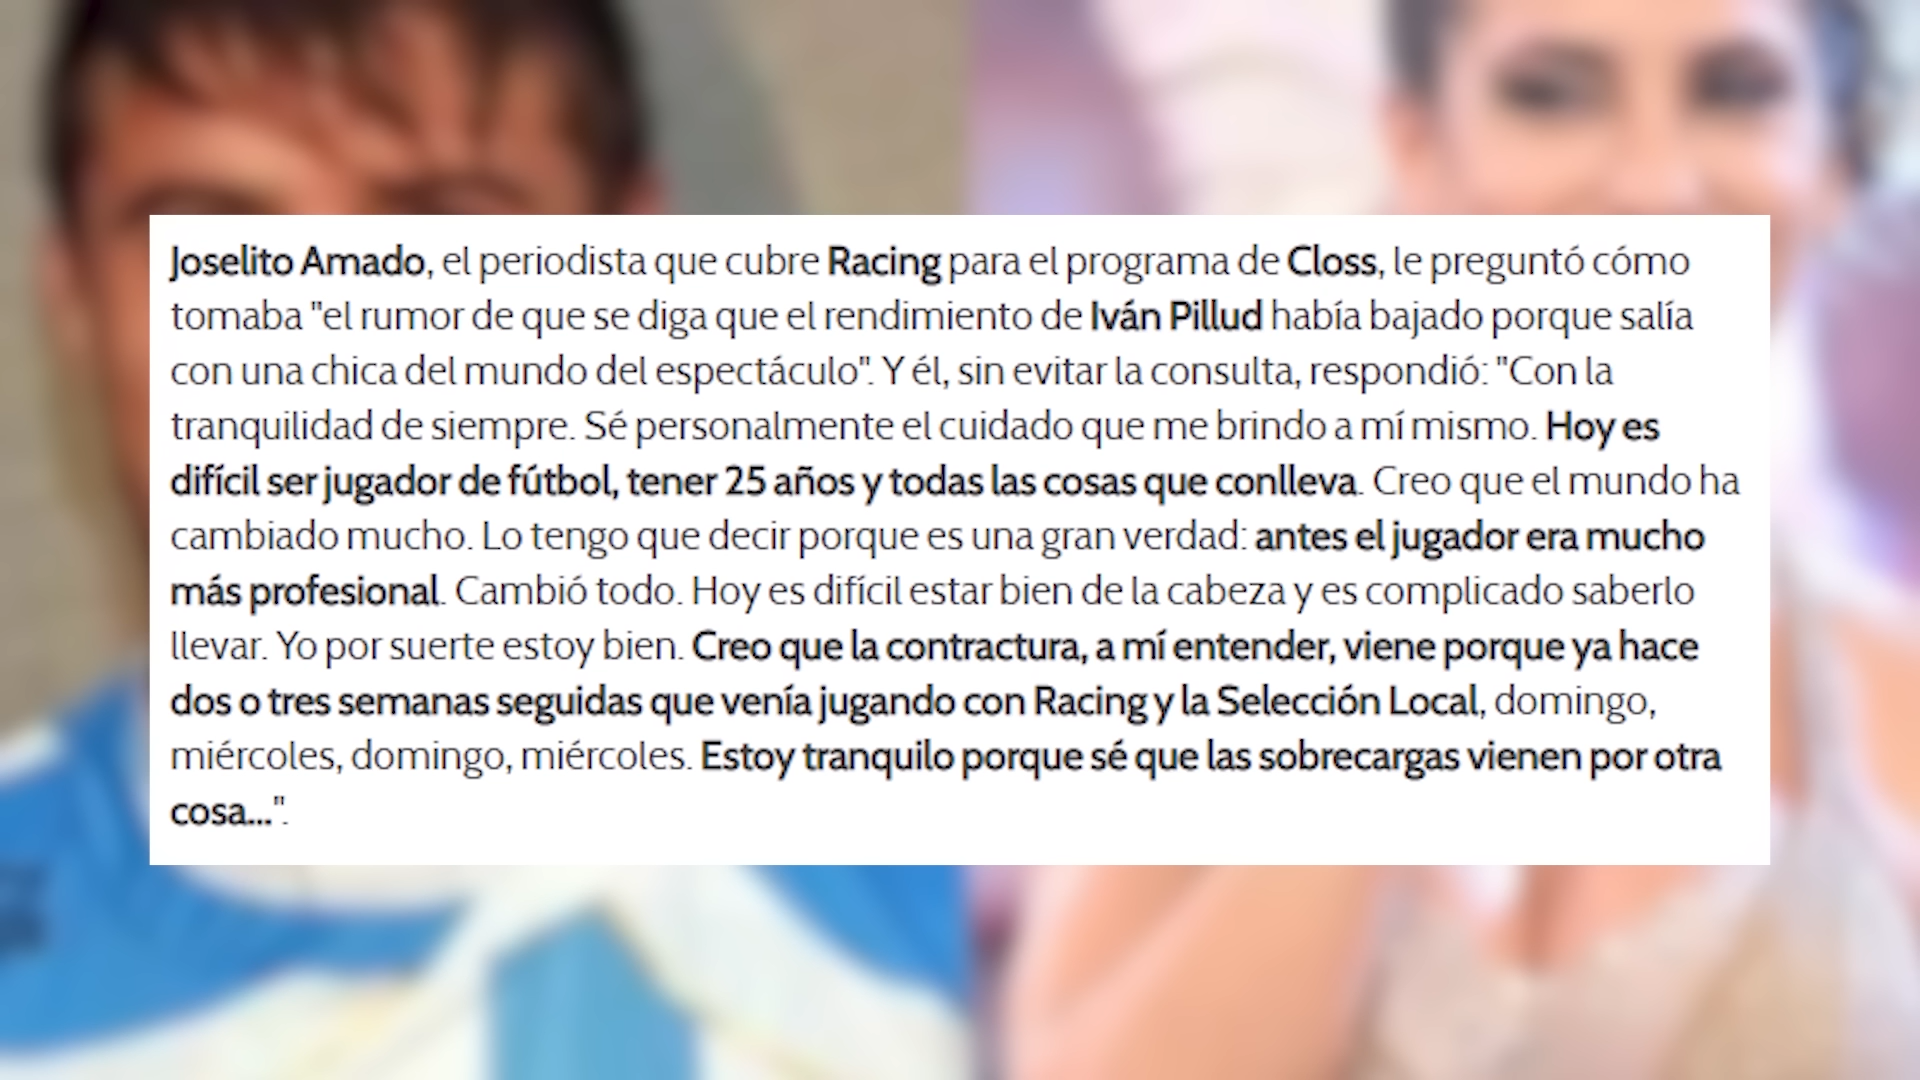 Joselito Amado, el periodista que cubre Racing para el programa de Closs, le preguntó cómo
tomaba "el rumor de que se diga que el rendimiento de Iván Pillud había bajado porque salía
con una chica del mundo del espectáculo". Y él, sin evitar la consulta, respondió: "Con la
tranquilidad de siempre. Sé personalmente el cuidado que me brindo a mí mismo. Hoy es
difícil ser jugador de fútbol, tener 25 años y todas las cosas que conlleva. Creo que el mundo ha
cambiado mucho. Lo tengo que decir porque es una gran verdad: antes el jugador era mucho
más profesional. Cambió todo. Hoy es difícil estar bien de la cabeza y es complicado saberlo
llevar. Yo por suerte estoy bien. Creo que la contractura, a mí entender, viene porque ya hace
dos o tres semanas seguidas que venía jugando con Racing y la Selección Local, domingo,
miércoles, domingo, miércoles. Estoy tranquilo porque sé que las sobrecargas vienen por otra
cosa...".